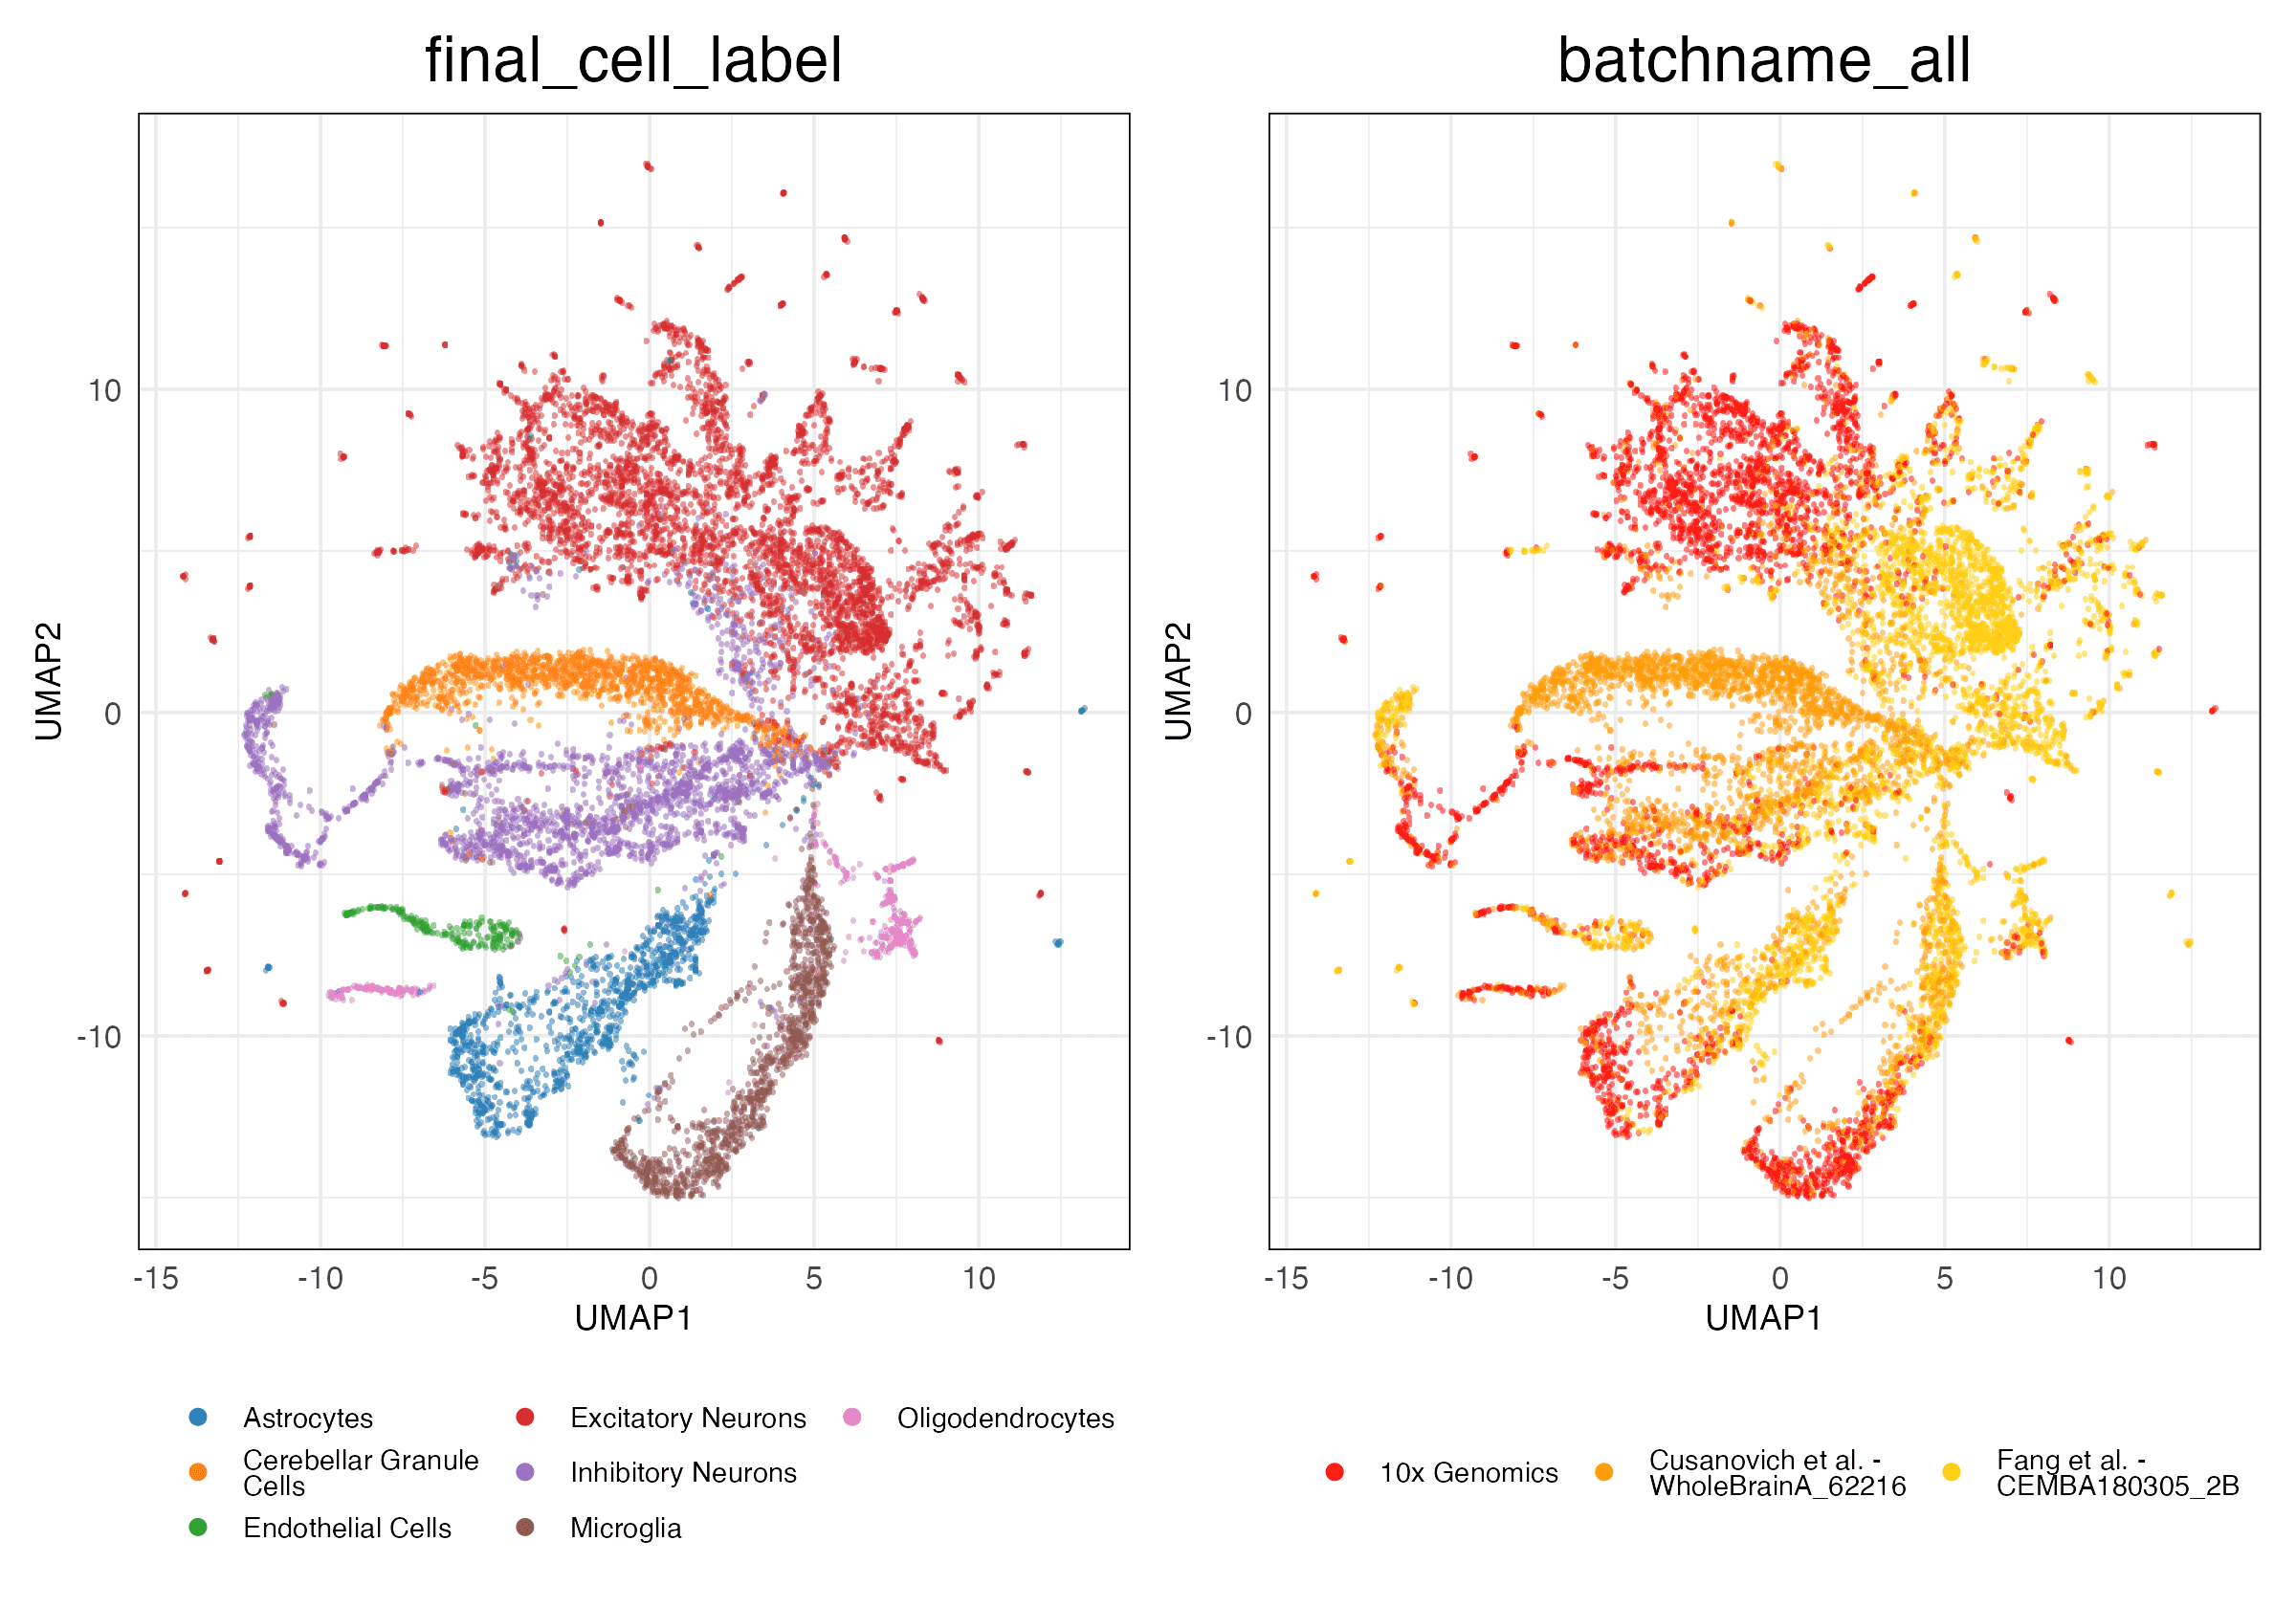 final_cell_label
batchname_all
10
0
-10
UMAP2
-15
-10
-5
0
5
10
UMAP1
10
0
-10
UMAP2
-15
-10
-5
0
5
10
UMAP1
Astrocytes
Cerebellar Granule
Cells
Endothelial Cells
Excitatory Neurons
Inhibitory Neurons
Microglia
Oligodendrocytes
10x Genomics
Cusanovich et al. -
WholeBrainA_62216
Fang et al. -
CEMBA180305_2B